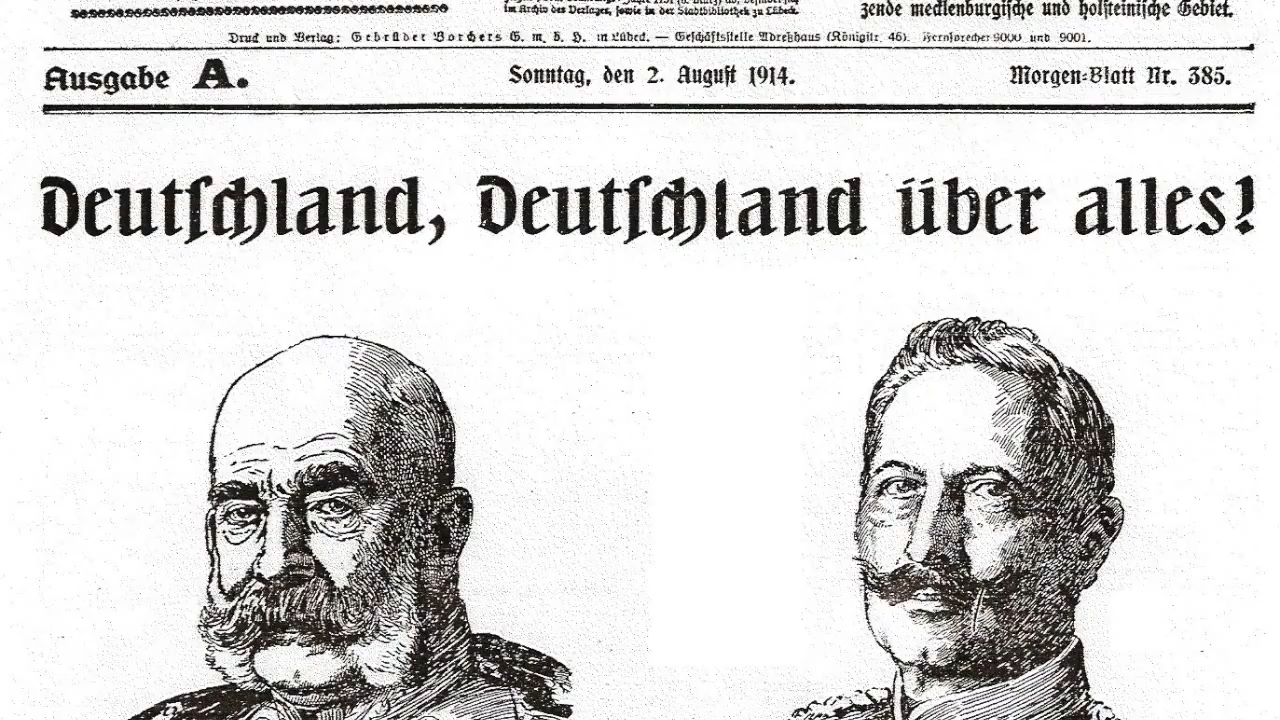 im Archiv des Verlages, sowie in der Stadtbibliothek zu Lübeck.
zende mecklenburgische und holsteinische Gebiet.
Druck und Verlag: Gebrüder Borchers G. m. b. H. in Lübeck. — Geschäftsstelle Adreßhaus (Königstr. 46). Fernsprecher 9000 und 9001.
Ausgabe A. Sonntag, den 2. August 1914. Morgen-Blatt Nr. 385.
Deutschland, Deutschland über alles!